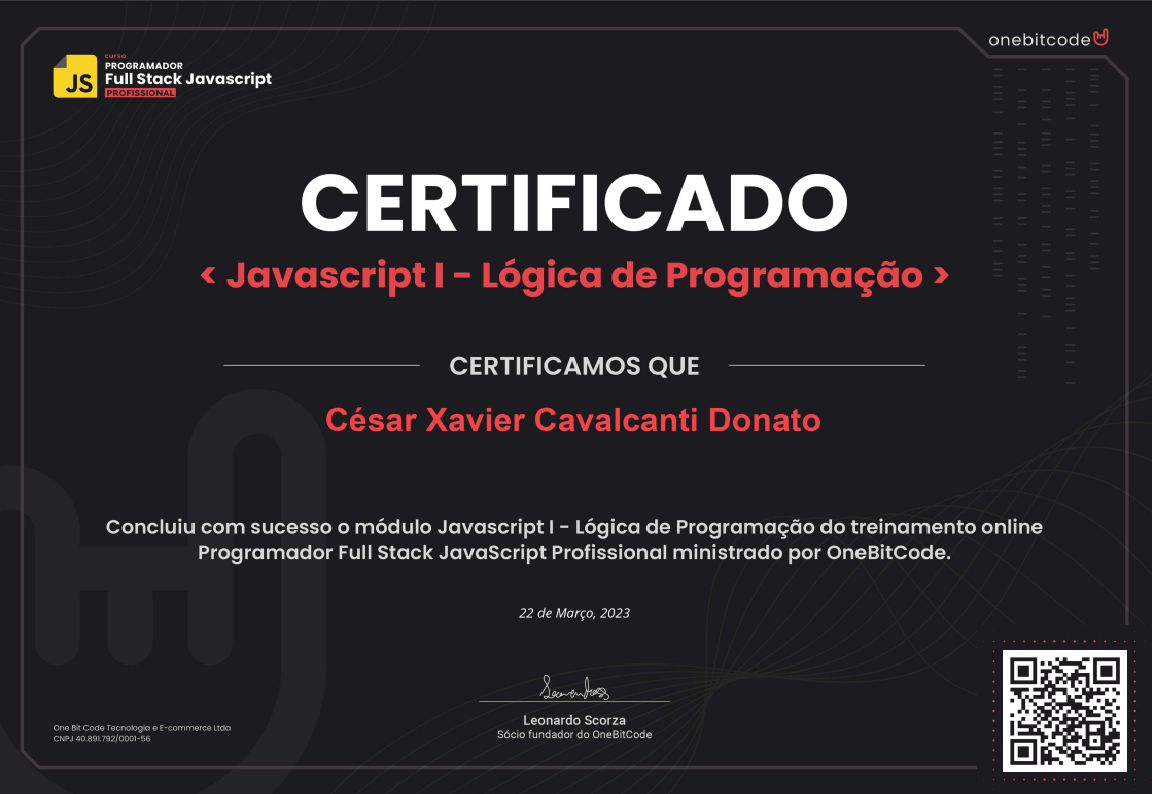 onebitcode
curso
PROGRAMADOR
JS
Full Stack Javascript
PROFISSIONAL
CERTIFICADO
< Javascript I - Lógica de Programação >
CERTIFICAMOS QUE
César Xavier Cavalcanti Donato
Concluiu com sucesso o módulo Javascript I - Lógica de Programação do treinamento online
Programador Full Stack JavaScript Profissional ministrado por OneBitCode.
22 de Março, 2023
Leonardo Scorza
Sócio fundador do OneBitCode
One Bit Code Tecnologia e E-commerce Ltda
CNPJ 40.891.792/0001-56